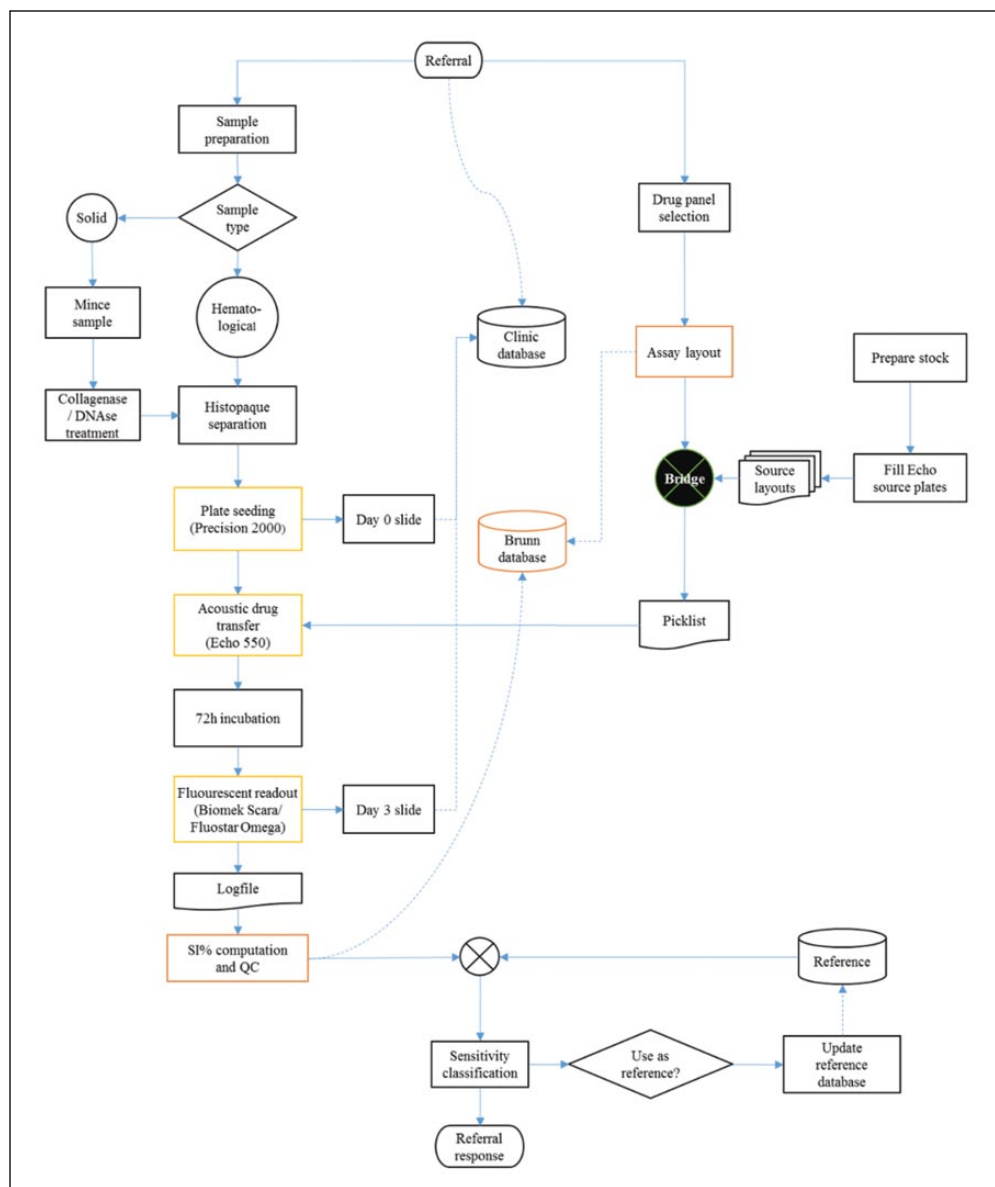 Referral
Sample
preparation
Sample
type
Solid
Drug panel
selection
Mince
sample
Hemato-
logical
Clinic
database
Assay layout
Prepare stock
Collagenase
/ DNAse
treatment
Histopaque
separation
Bridge
Source
layouts
Fill Echo
source plates
Plate seeding
(Precision 2000)
Day 0 slide
Brunn
database
Acoustic drug
transfer
(Echo 550)
Picklist
72h incubation
Fluourescent readout
(Biomek Scara/
Fluostar Omega)
Day 3 slide
Logfile
SI% computation
and QC
Reference
Sensitivity
classification
Use as
reference?
Update
reference
database
Referral
response